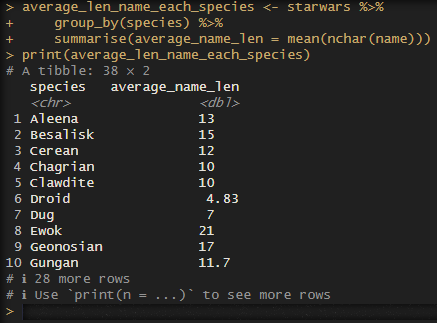 > average_len_name_each_species <- starwars %>%
+     group_by(species) %>%
+     summarise(average_name_len = mean(nchar(name)))
> print(average_len_name_each_species)
# A tibble: 38 × 2
   species   average_name_len
   <chr>                <dbl>
 1 Aleena               13
 2 Besalisk             15
 3 Cerean               12
 4 Chagrian             10
 5 Clawdite             10
 6 Droid                 4.83
 7 Dug                   7
 8 Ewok                 21
 9 Geonosian            17
10 Gungan               11.7
# ℹ 28 more rows
# ℹ Use `print(n = ...)` to see more rows
>